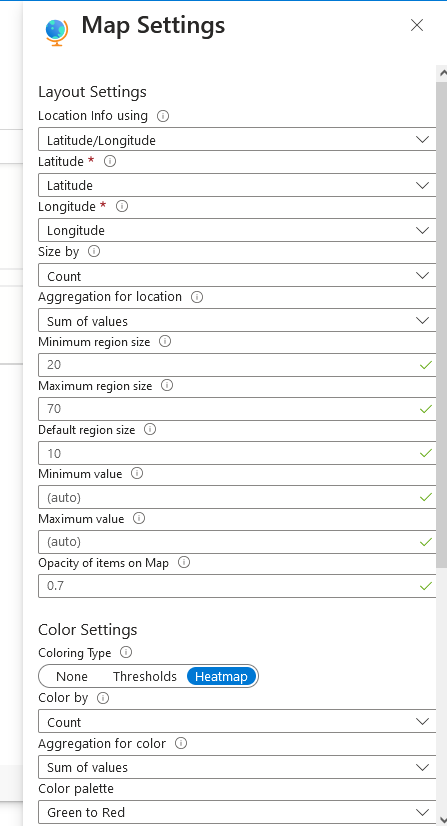 Map Settings
Layout Settings
Location Info using
Latitude/Longitude
Latitude *
Latitude
Longitude *
Longitude
Size by
Count
Aggregation for location
Sum of values
Minimum region size
20
Maximum region size
70
Default region size
10
Minimum value
(auto)
Maximum value
(auto)
Opacity of items on Map
0.7
Color Settings
Coloring Type
None Thresholds Heatmap
Color by
Count
Aggregation for color
Sum of values
Color palette
Green to Red